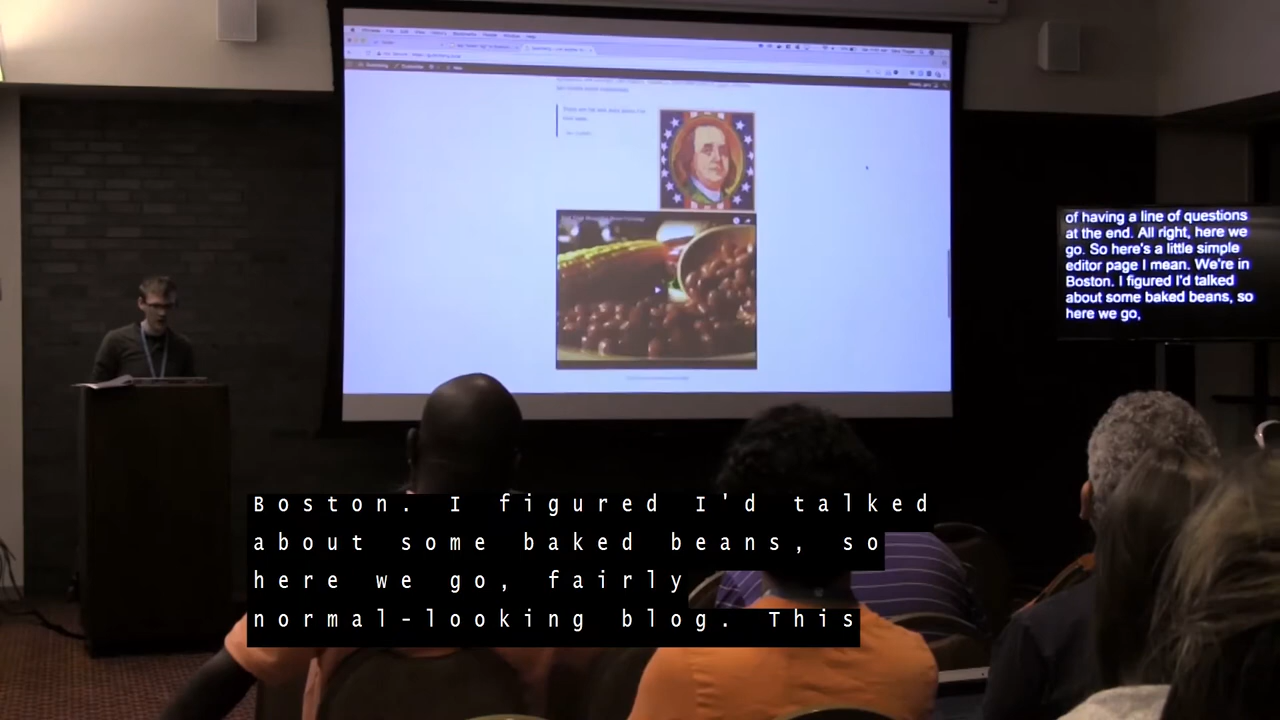 of having a line of questions
at the end. All right, here we
go. So here's a little simple
editor page I mean. We're in
Boston. I figured I'd talked
about some baked beans, so
here we go,
Boston. I figured I'd talked
about some baked beans, so
here we go, fairly
normal-looking blog. This